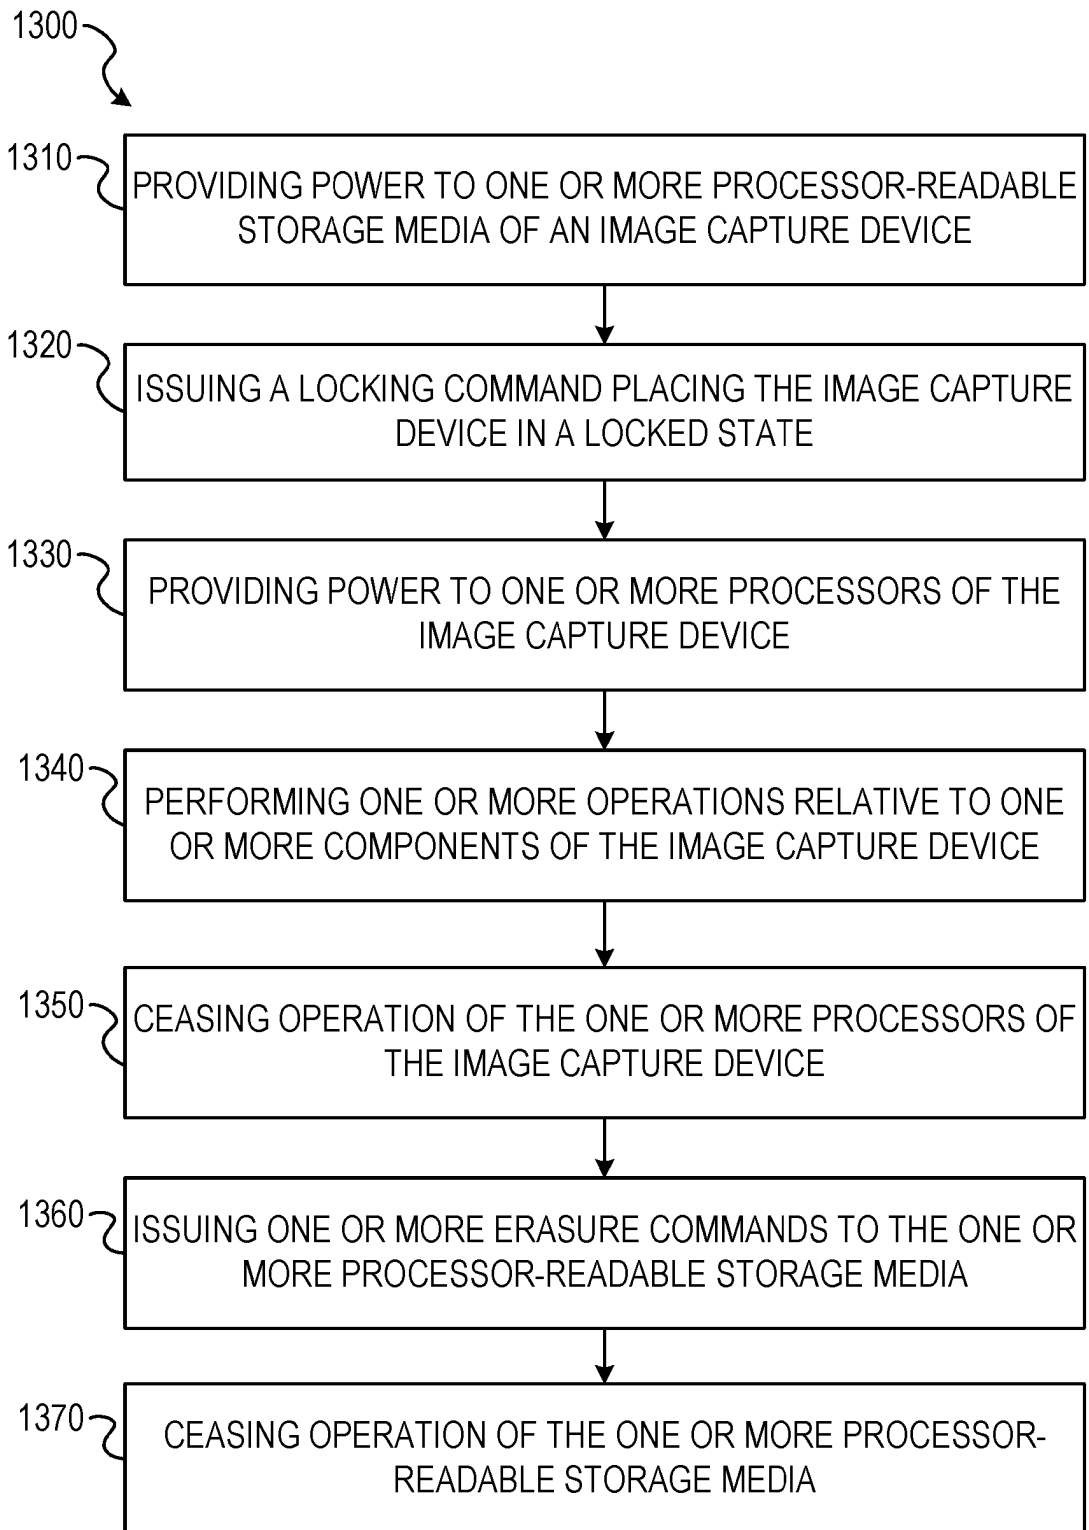 1300
1310
PROVIDING POWER TO ONE OR MORE PROCESSOR-READABLE
STORAGE MEDIA OF AN IMAGE CAPTURE DEVICE
1320
ISSUING A LOCKING COMMAND PLACING THE IMAGE CAPTURE
DEVICE IN A LOCKED STATE
1330
PROVIDING POWER TO ONE OR MORE PROCESSORS OF THE
IMAGE CAPTURE DEVICE
1340
PERFORMING ONE OR MORE OPERATIONS RELATIVE TO ONE
OR MORE COMPONENTS OF THE IMAGE CAPTURE DEVICE
1350
CEASING OPERATION OF THE ONE OR MORE PROCESSORS OF
THE IMAGE CAPTURE DEVICE
1360
ISSUING ONE OR MORE ERASURE COMMANDS TO THE ONE OR
MORE PROCESSOR-READABLE STORAGE MEDIA
1370
CEASING OPERATION OF THE ONE OR MORE PROCESSOR-
READABLE STORAGE MEDIA